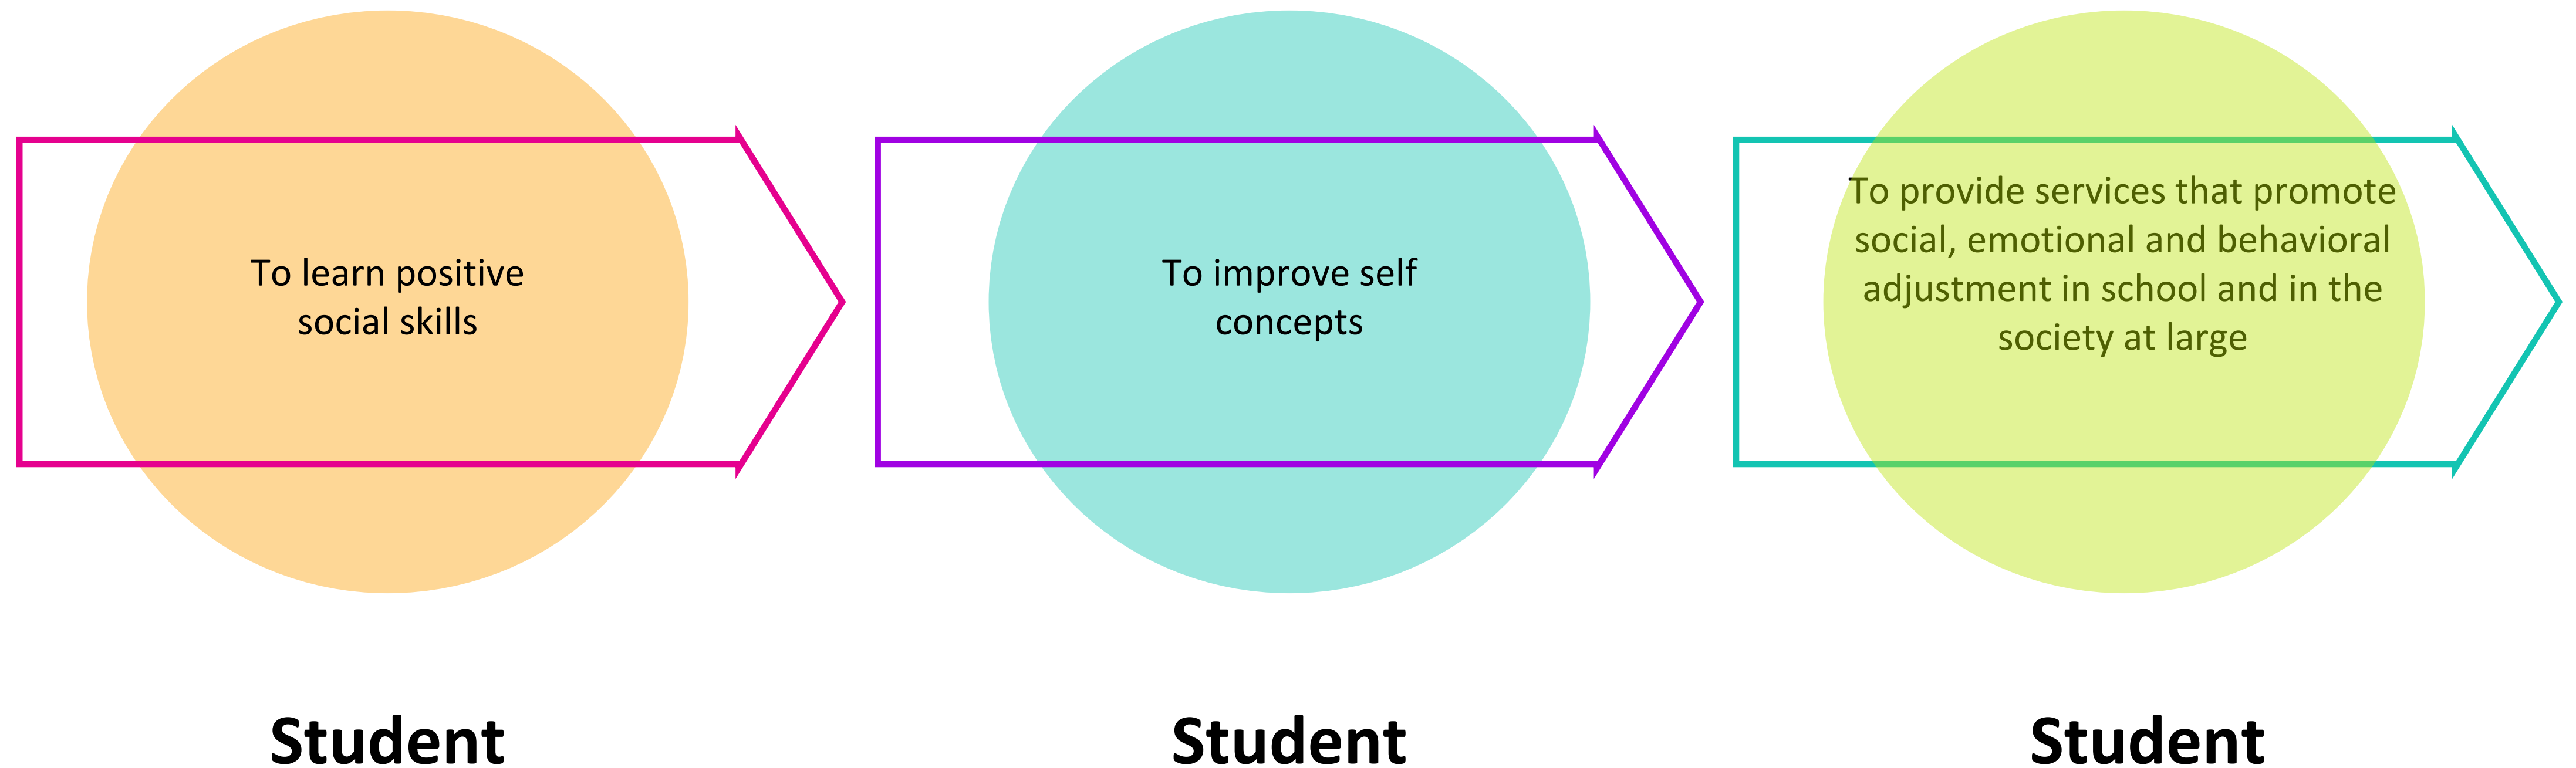 To learn positive
social skills
To improve self
concepts
To provide services that promote
social, emotional and behavioral
adjustment in school and in the
society at large
Student
Student
Student